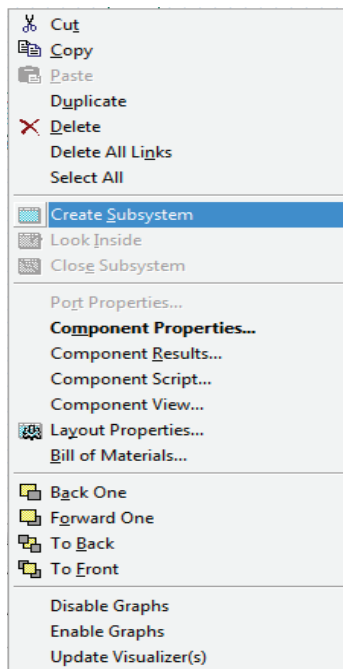 Cut
Copy
Paste
Duplicate
Delete
Delete All Links
Select All
Create Subsystem
Look Inside
Close Subsystem
Port Properties...
Component Properties...
Component Results...
Component Script...
Component View...
Layout Properties...
Bill of Materials...
Back One
Forward One
To Back
To Front
Disable Graphs
Enable Graphs
Update Visualizer(s)